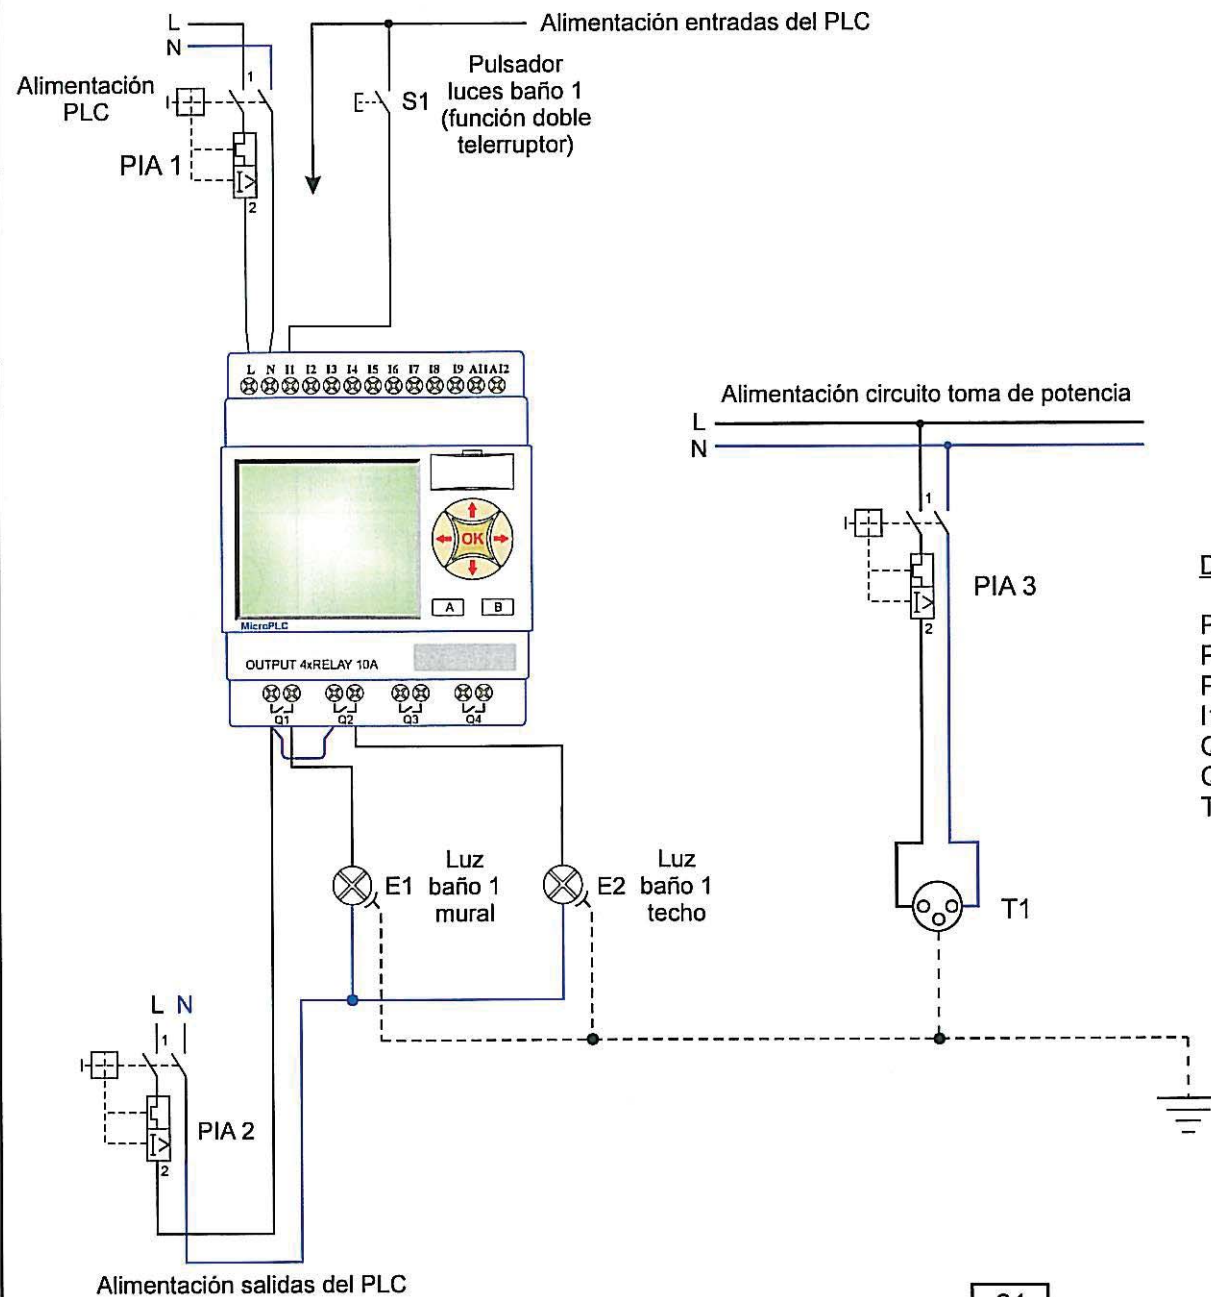 L
N
Alimentación entradas del PLC
Alimentación
PLC
1
PIA 1
2
S1
Pulsador
luces baño 1
(función doble
telerruptor)
L N I1 I2 I3 I4 I5 I6 I7 I8 I9 AI1 AI2
OK
A B
MicroPLC
OUTPUT 4xRELAY 10A
Q1 Q2 Q3 Q4
Alimentación circuito toma de potencia
L
N
1
PIA 3
2
E1
Luz
baño 1
mural
E2
Luz
baño 1
techo
T1
L N
1
PIA 2
2
Alimentación salidas del PLC